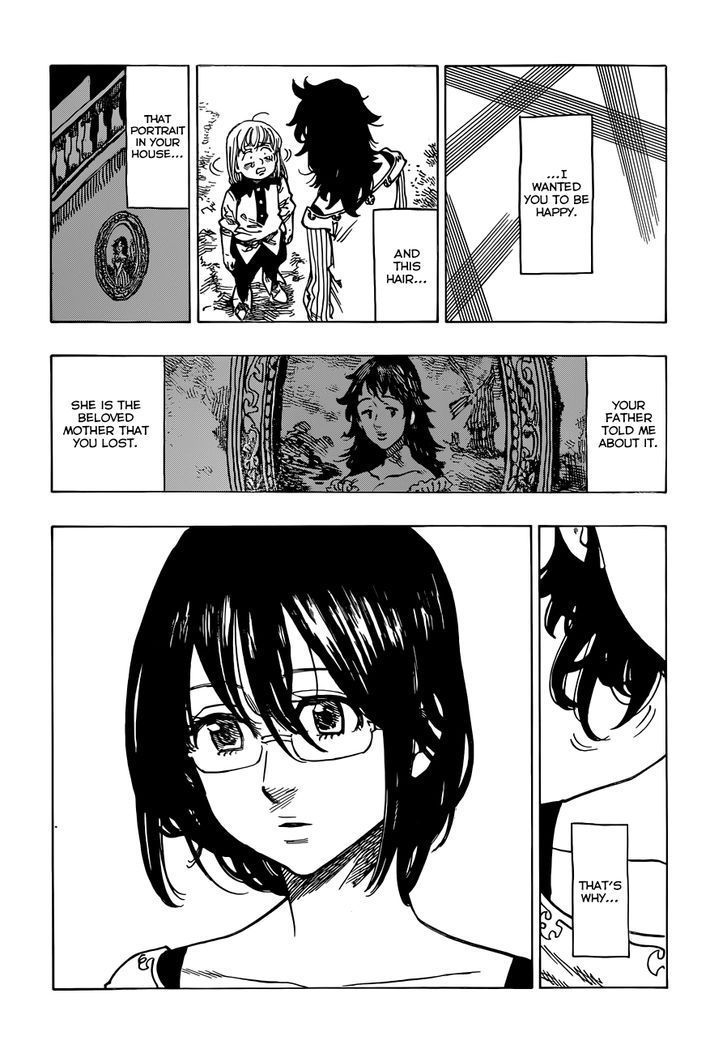 ...I
WANTED
YOU TO BE
HAPPY.
AND
THIS
HAIR...
THAT
PORTRAIT
IN YOUR
HOUSE...
YOUR
FATHER
TOLD ME
ABOUT IT.
SHE IS THE
BELOVED
MOTHER THAT
YOU LOST.
THAT'S
WHY...